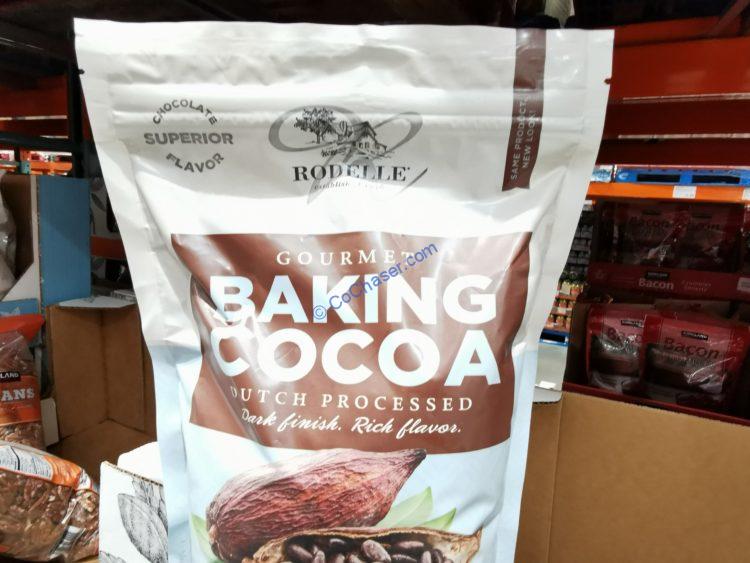 CHOCOLATE
SUPERIOR
FLAVOR
SAME PRODUCT,
NEW LOOK!
RODELLE
GOURMET
BAKING
©CoChaser.com
COCOA
DUTCH PROCESSED
Dark finish. Rich flavor.
Bacon
Bacon